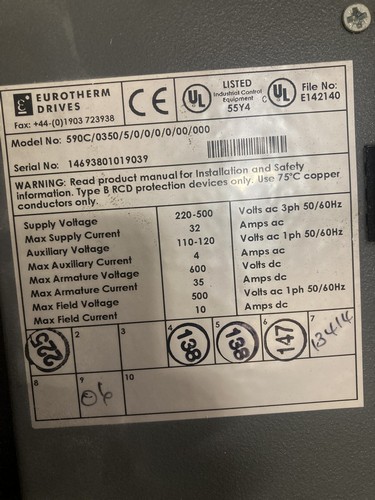 EUROTHERM
DRIVES
Fax: +44-(0)1903 723938
CE
UL
LISTED
Industrial Control
Equipment
55Y4
C UL
File No:
E142140
Model No: 590C/0350/5/0/0/0/0/00/000
Serial No: 14693801019039
WARNING: Read product manual for Installation and Safety
information. Type B RCD protection devices only. Use 75°C copper
conductors only.
Supply Voltage 220-500 Volts ac 3ph 50/60Hz
Max Supply Current 32 Amps ac
Auxiliary Voltage 110-120 Volts ac 1ph 50/60Hz
Max Auxiliary Current 4 Amps ac
Max Armature Voltage 600 Volts dc
Max Armature Current 35 Amps dc
Max Field Voltage 500 Volts ac 1ph 50/60Hz
Max Field Current 10 Amps dc
2 3 4 5 6 7
138 138 147 13414
8 9 10
06